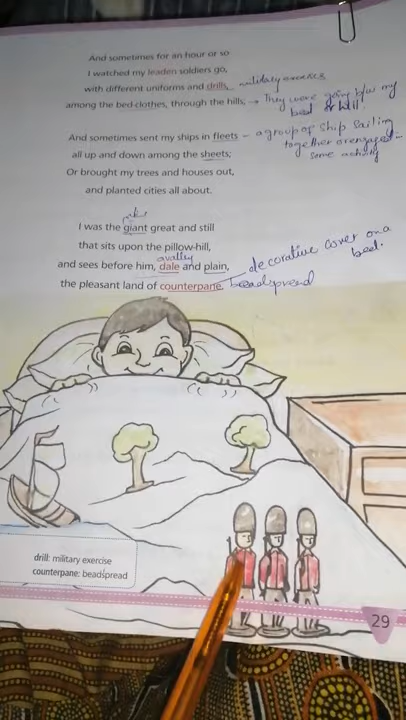 And sometimes for an hour or so
I watched my leaden soldiers go,
with different uniforms and drills, military exercise
among the bed-clothes, through the hills; → They were going b/w my
bed or hill
And sometimes sent my ships in fleets – a group of ship sailing
together or engaged
all up and down among the sheets;
some activity
Or brought my trees and houses out,
and planted cities all about.
I was the giant great and still
that sits upon the pillow-hill,
a valley
and sees before him, dale and plain, decorative cover on a
bed.
the pleasant land of counterpane. beadspread
drill: military exercise
counterpane: beadspread
29